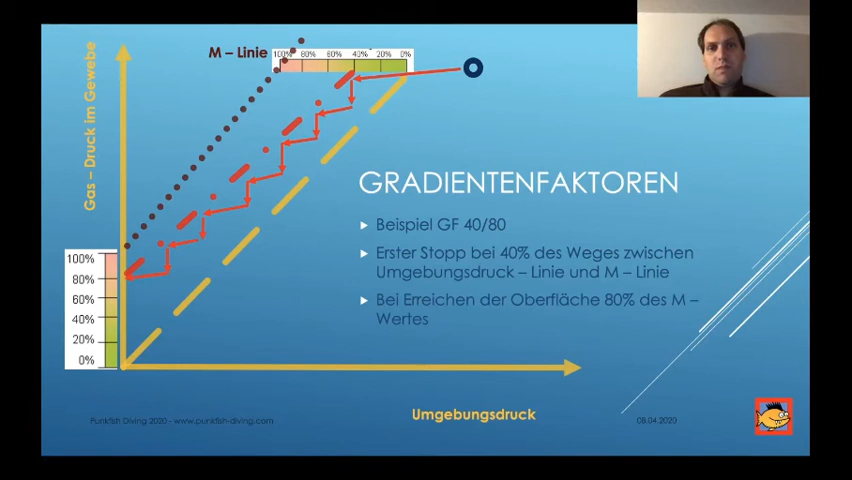 M – Linie
100% 80% 60% 40% 20% 0%
Gas – Druck im Gewebe
GRADIENTENFAKTOREN
Beispiel GF 40/80
Erster Stopp bei 40% des Weges zwischen
Umgebungsdruck – Linie und M – Linie
Bei Erreichen der Oberfläche 80% des M –
Wertes
100%
80%
60%
40%
20%
0%
Umgebungsdruck
Punkfish Diving 2020 - www.punkfish-diving.com
08.04.2020